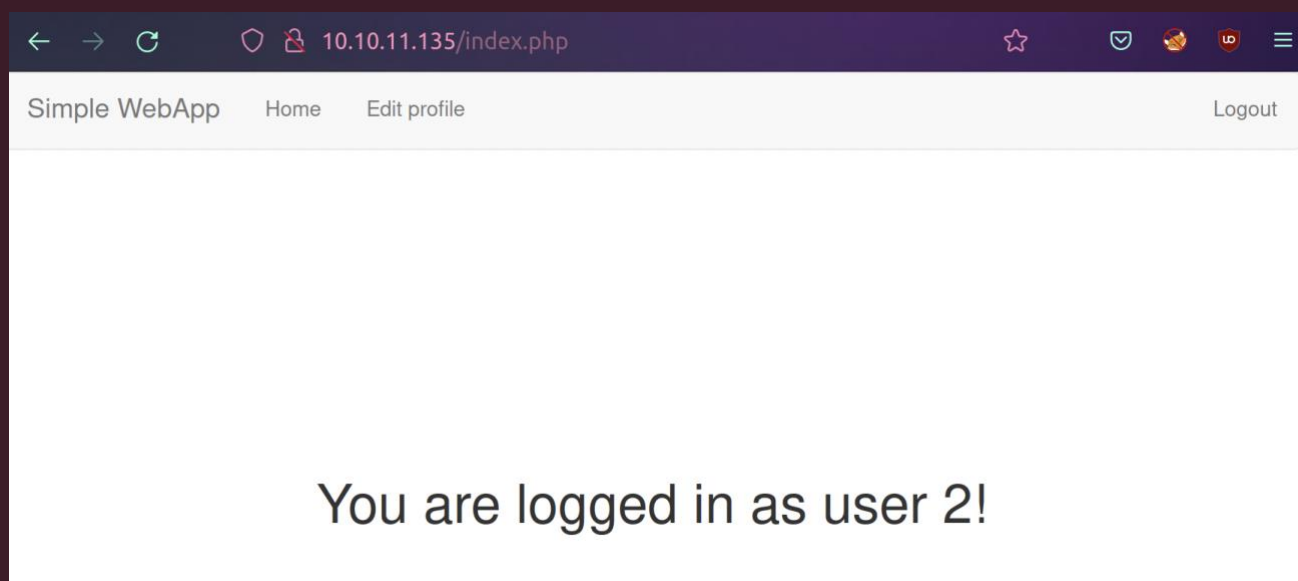 10.10.11.135/index.php
Simple WebApp Home Edit profile Logout
You are logged in as user 2!